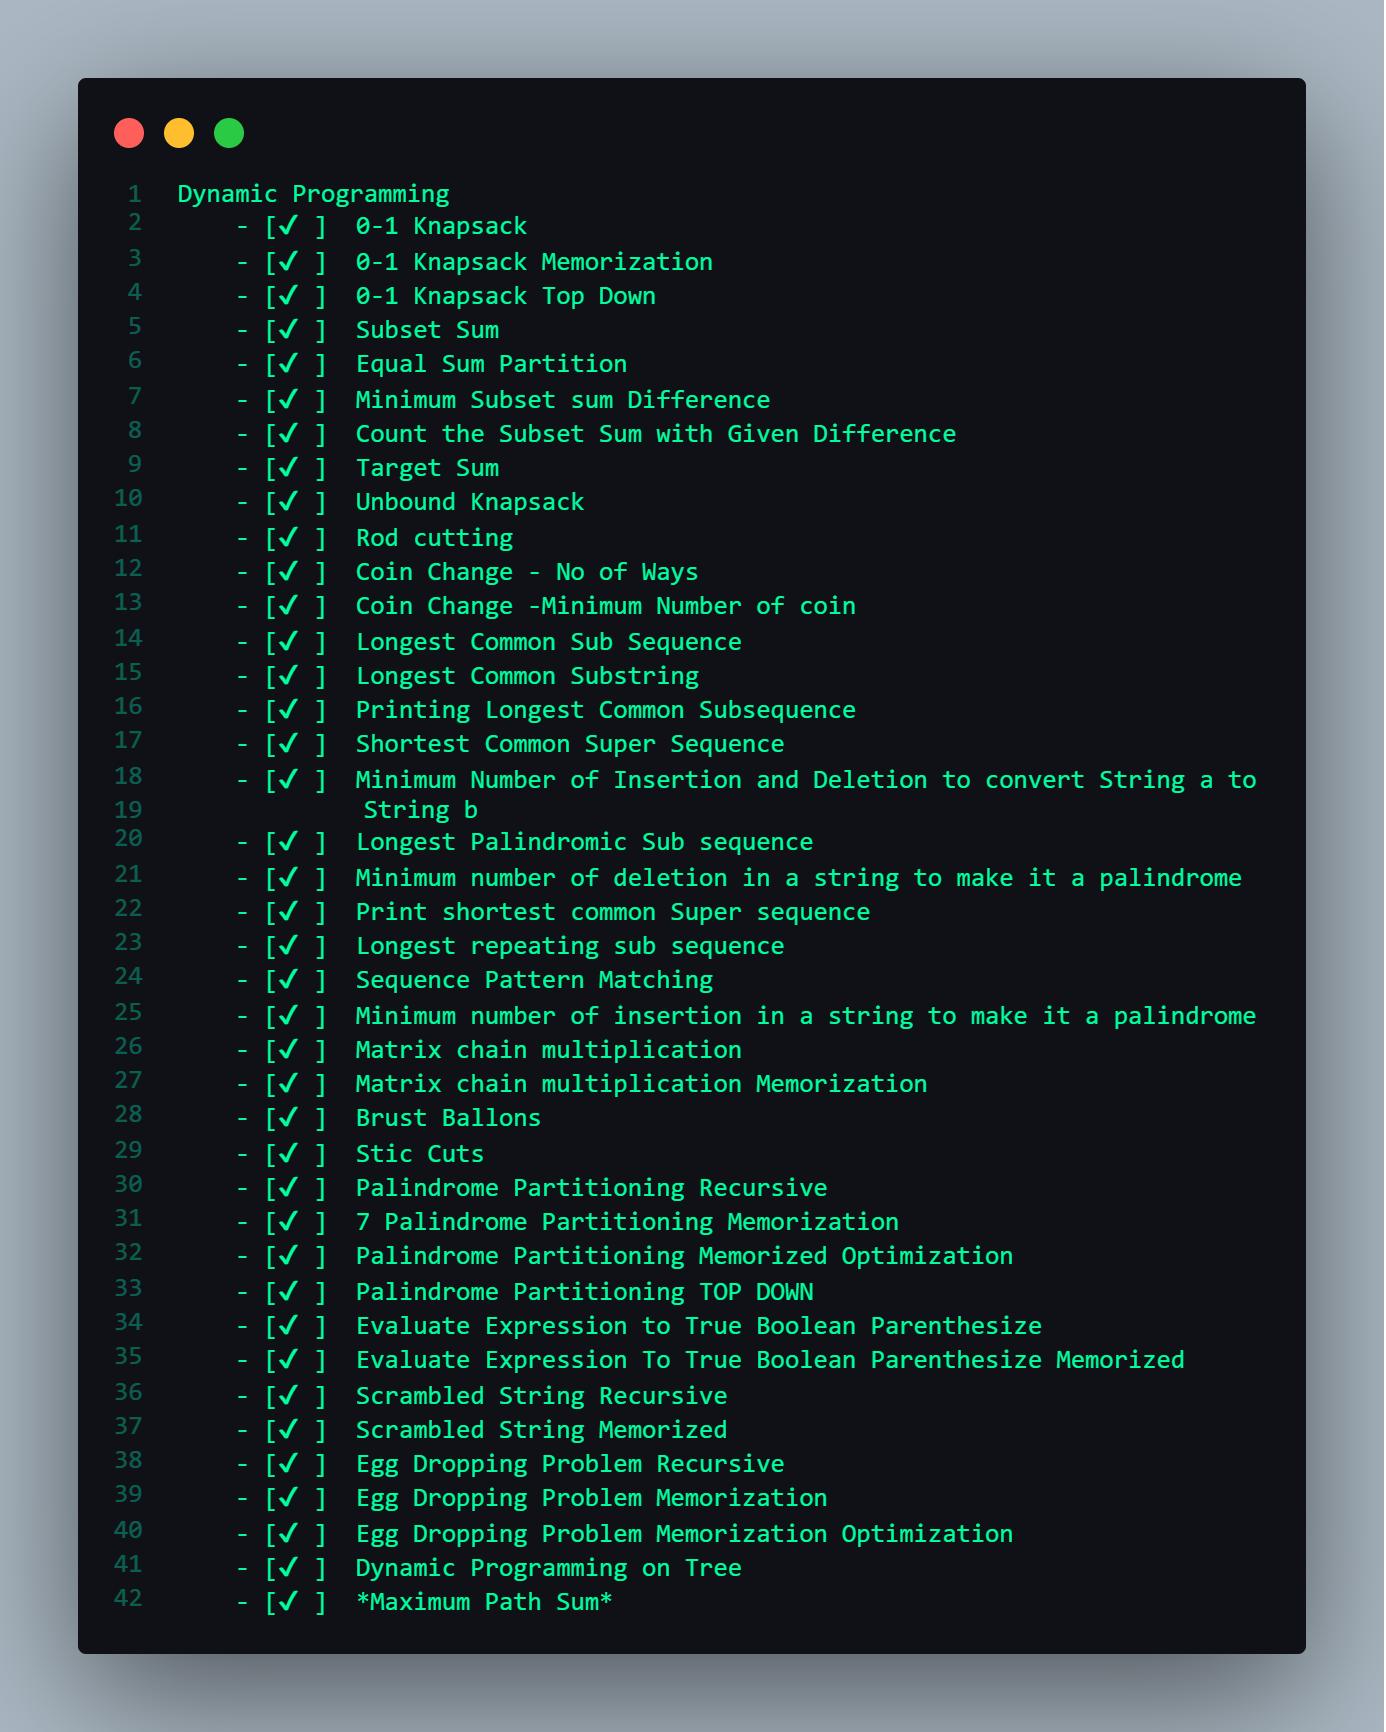 1 Dynamic Programming
2 - [✓ ] 0-1 Knapsack
3 - [✓ ] 0-1 Knapsack Memorization
4 - [✓ ] 0-1 Knapsack Top Down
5 - [✓ ] Subset Sum
6 - [✓ ] Equal Sum Partition
7 - [✓ ] Minimum Subset sum Difference
8 - [✓ ] Count the Subset Sum with Given Difference
9 - [✓ ] Target Sum
10 - [✓ ] Unbound Knapsack
11 - [✓ ] Rod cutting
12 - [✓ ] Coin Change - No of Ways
13 - [✓ ] Coin Change -Minimum Number of coin
14 - [✓ ] Longest Common Sub Sequence
15 - [✓ ] Longest Common Substring
16 - [✓ ] Printing Longest Common Subsequence
17 - [✓ ] Shortest Common Super Sequence
18 - [✓ ] Minimum Number of Insertion and Deletion to convert String a to
19 String b
20 - [✓ ] Longest Palindromic Sub sequence
21 - [✓ ] Minimum number of deletion in a string to make it a palindrome
22 - [✓ ] Print shortest common Super sequence
23 - [✓ ] Longest repeating sub sequence
24 - [✓ ] Sequence Pattern Matching
25 - [✓ ] Minimum number of insertion in a string to make it a palindrome
26 - [✓ ] Matrix chain multiplication
27 - [✓ ] Matrix chain multiplication Memorization
28 - [✓ ] Brust Ballons
29 - [✓ ] Stic Cuts
30 - [✓ ] Palindrome Partitioning Recursive
31 - [✓ ] 7 Palindrome Partitioning Memorization
32 - [✓ ] Palindrome Partitioning Memorized Optimization
33 - [✓ ] Palindrome Partitioning TOP DOWN
34 - [✓ ] Evaluate Expression to True Boolean Parenthesize
35 - [✓ ] Evaluate Expression To True Boolean Parenthesize Memorized
36 - [✓ ] Scrambled String Recursive
37 - [✓ ] Scrambled String Memorized
38 - [✓ ] Egg Dropping Problem Recursive
39 - [✓ ] Egg Dropping Problem Memorization
40 - [✓ ] Egg Dropping Problem Memorization Optimization
41 - [✓ ] Dynamic Programming on Tree
42 - [✓ ] *Maximum Path Sum*